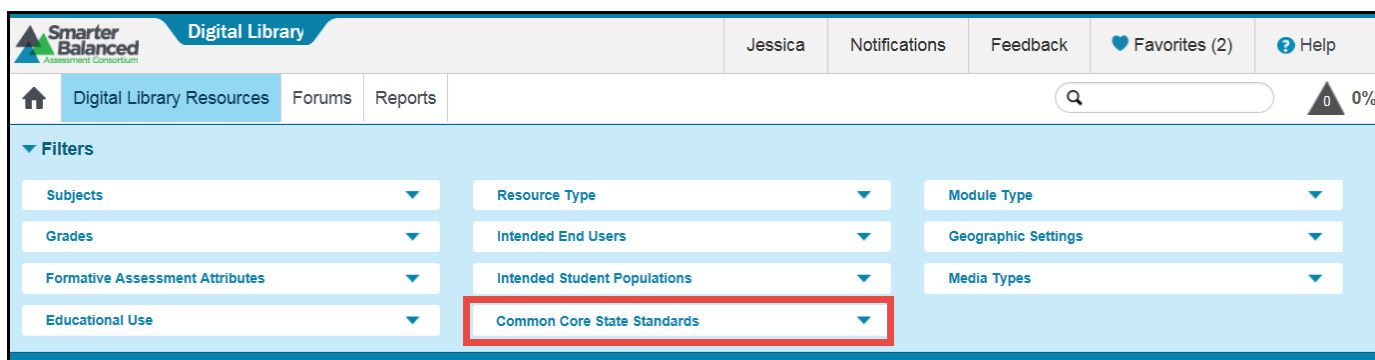 Smarter
Balanced
Assessment Consortium
Digital Library
Jessica
Notifications
Feedback
Favorites (2)
Help
Digital Library Resources
Forums
Reports
0
0%
Filters
Subjects
Resource Type
Module Type
Grades
Intended End Users
Geographic Settings
Formative Assessment Attributes
Intended Student Populations
Media Types
Educational Use
Common Core State Standards